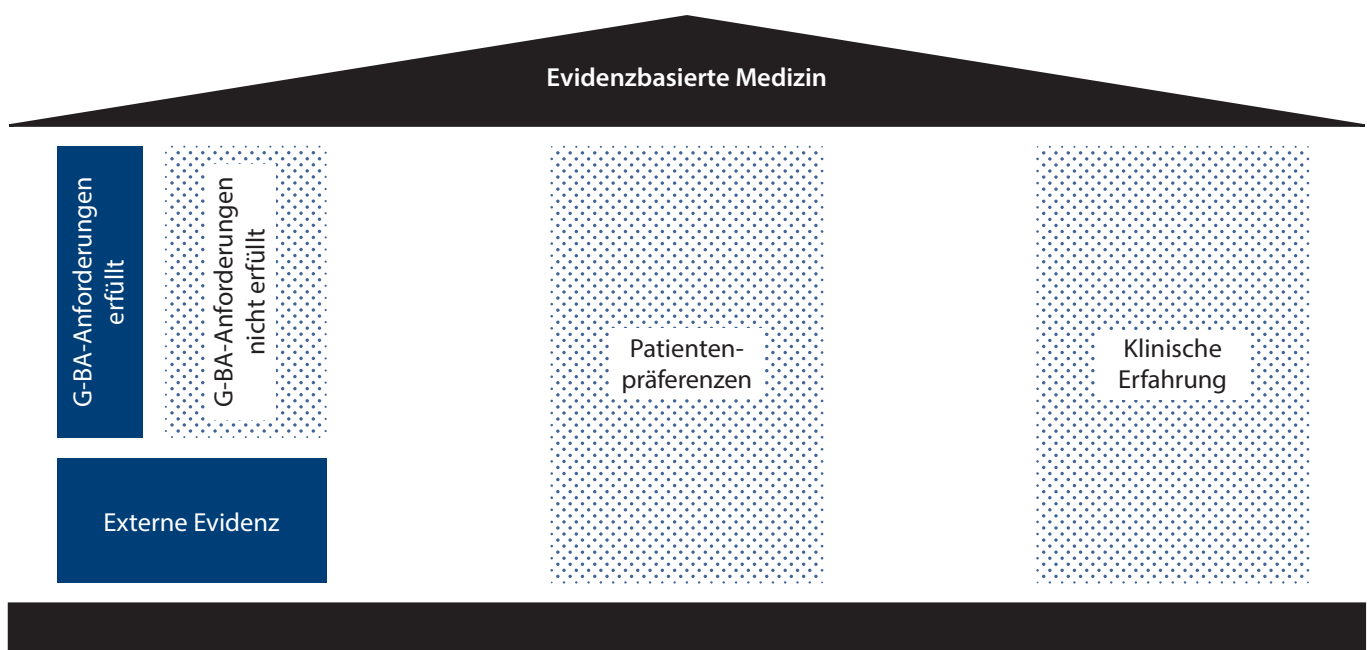 Evidenzbasierte Medizin
G-BA-Anforderungen
erfüllt
G-BA-Anforderungen
nicht erfüllt
Externe Evidenz
Patienten-
präferenzen
Klinische
Erfahrung